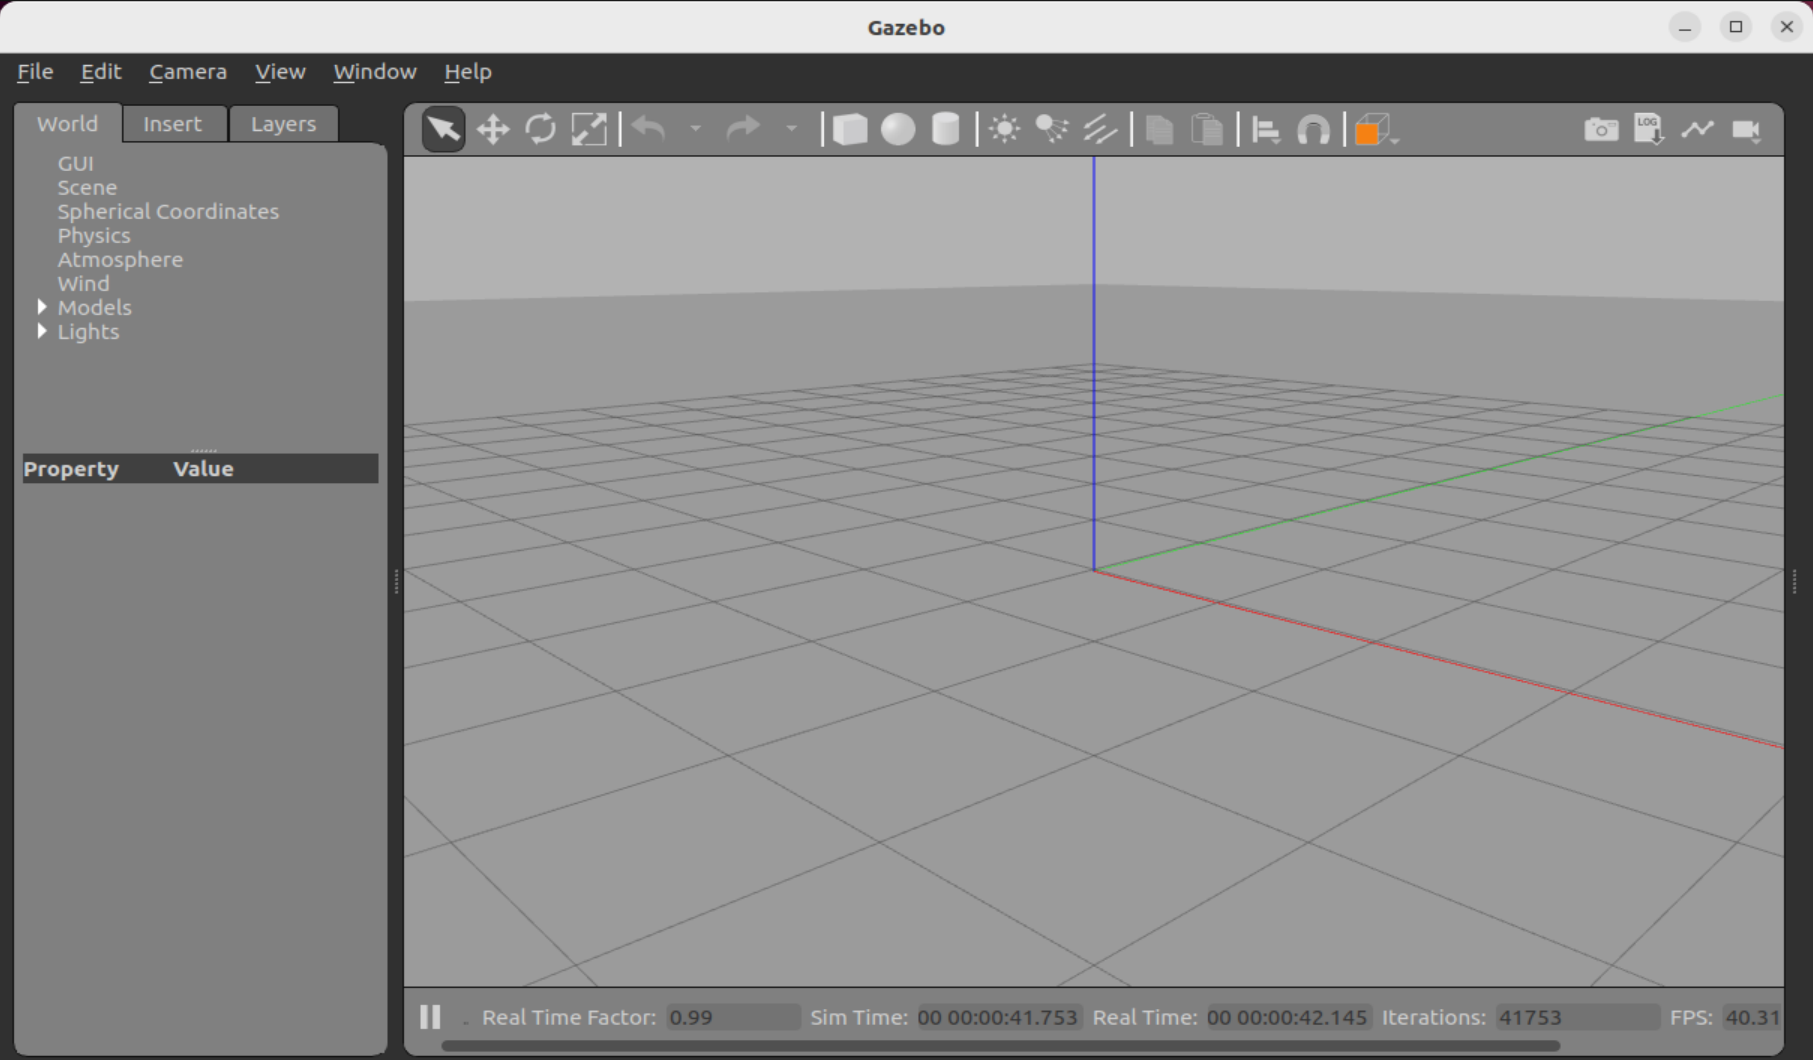 Gazebo
File Edit Camera View Window Help
World Insert Layers
LOG
GUI
Scene
Spherical Coordinates
Physics
Atmosphere
Wind
Models
Lights
Property Value
Real Time Factor: 0.99 Sim Time: 00 00:00:41.753 Real Time: 00 00:00:42.145 Iterations: 41753 FPS: 40.31